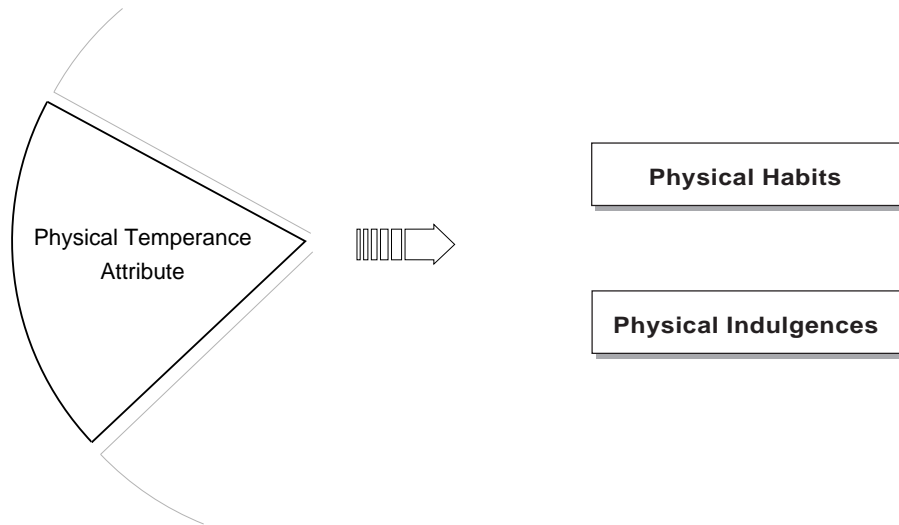 Physical Temperance
Attribute
Physical Habits
Physical Indulgences